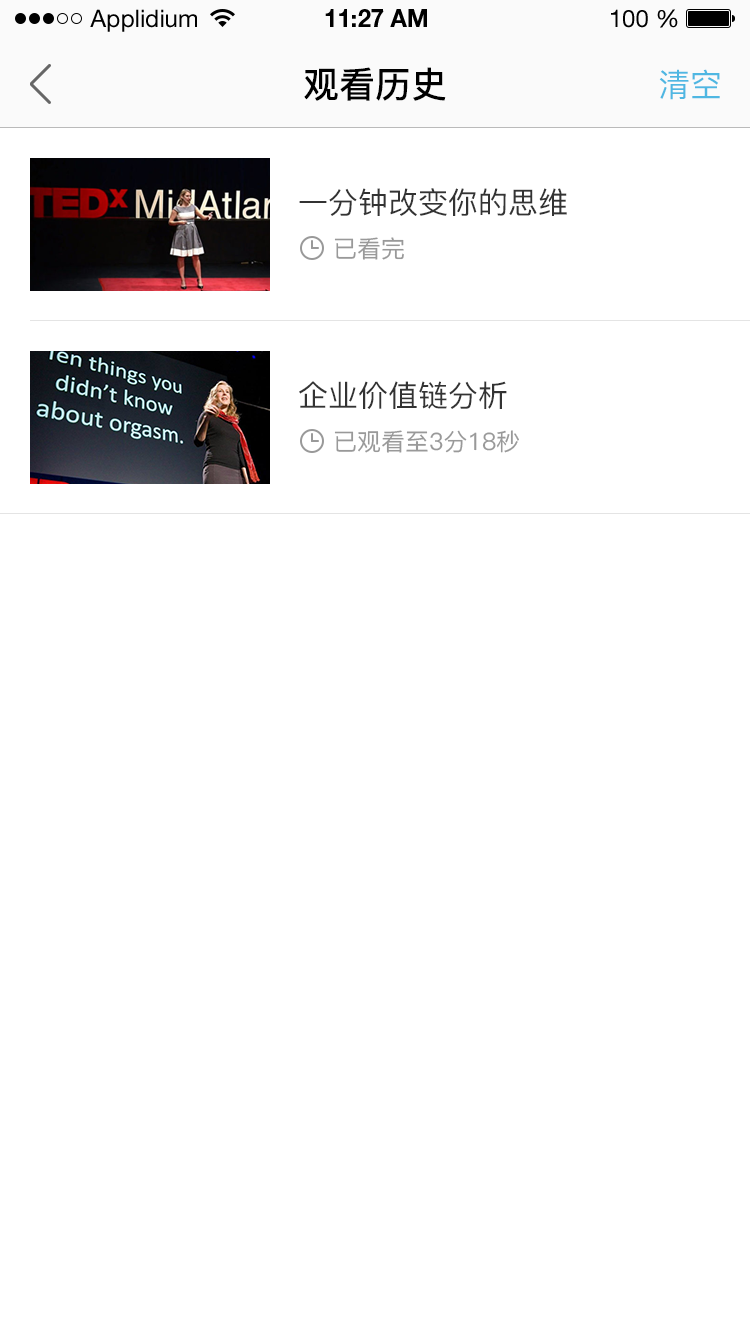 Applidium
11:27 AM
100 %
观看历史
清空
TEDx MidAtlan
一分钟改变你的思维
已看完
Ten things you
didn't know
about orgasm.
企业价值链分析
已观看至3分18秒